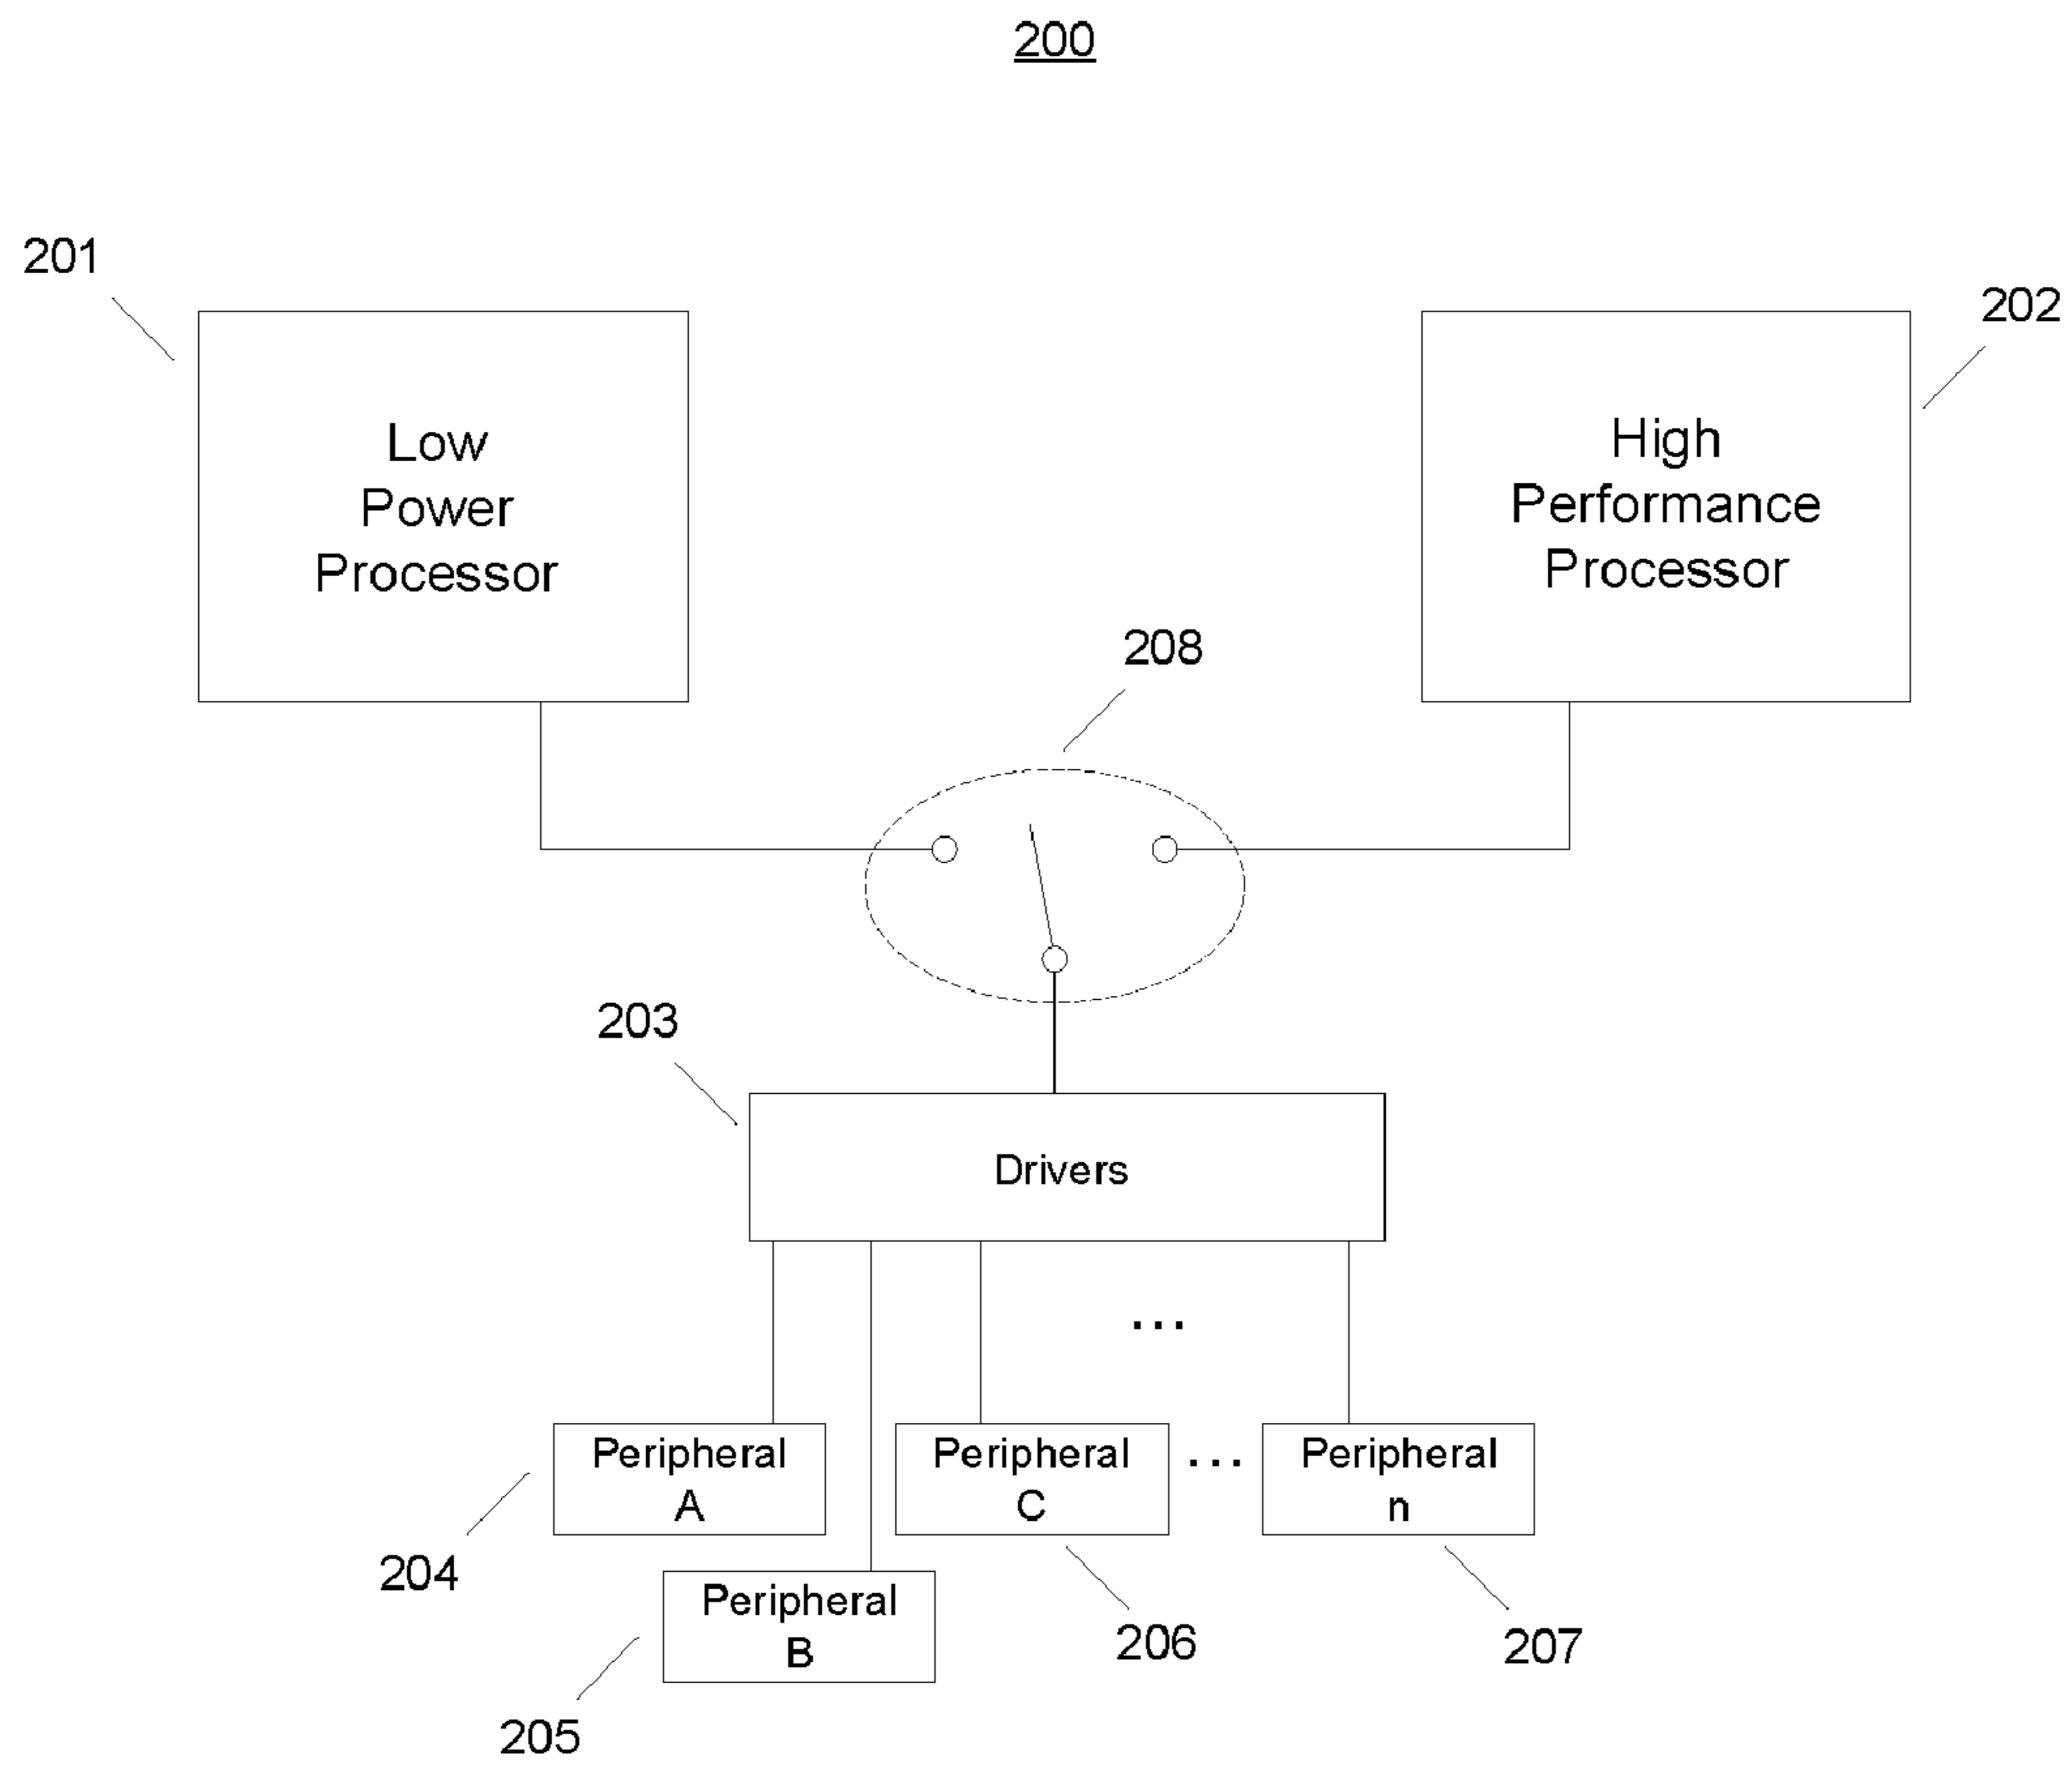 200
201
202
Low
Power
Processor
High
Performance
Processor
208
203
Drivers
...
Peripheral
A
Peripheral
C
...
Peripheral
n
204
Peripheral
B
206
207
205